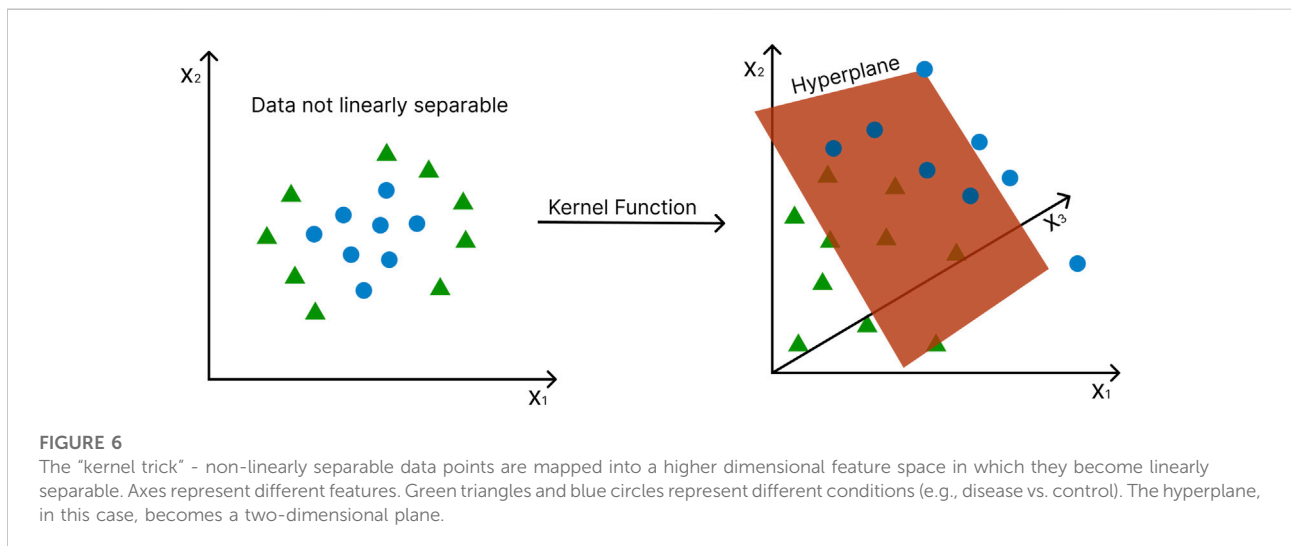 X₂
Data not linearly separable
X₁
Kernel Function
X₂
Hyperplane
X₃
X₁
FIGURE 6
The “kernel trick” - non-linearly separable data points are mapped into a higher dimensional feature space in which they become linearly
separable. Axes represent different features. Green triangles and blue circles represent different conditions (e.g., disease vs. control). The hyperplane,
in this case, becomes a two-dimensional plane.